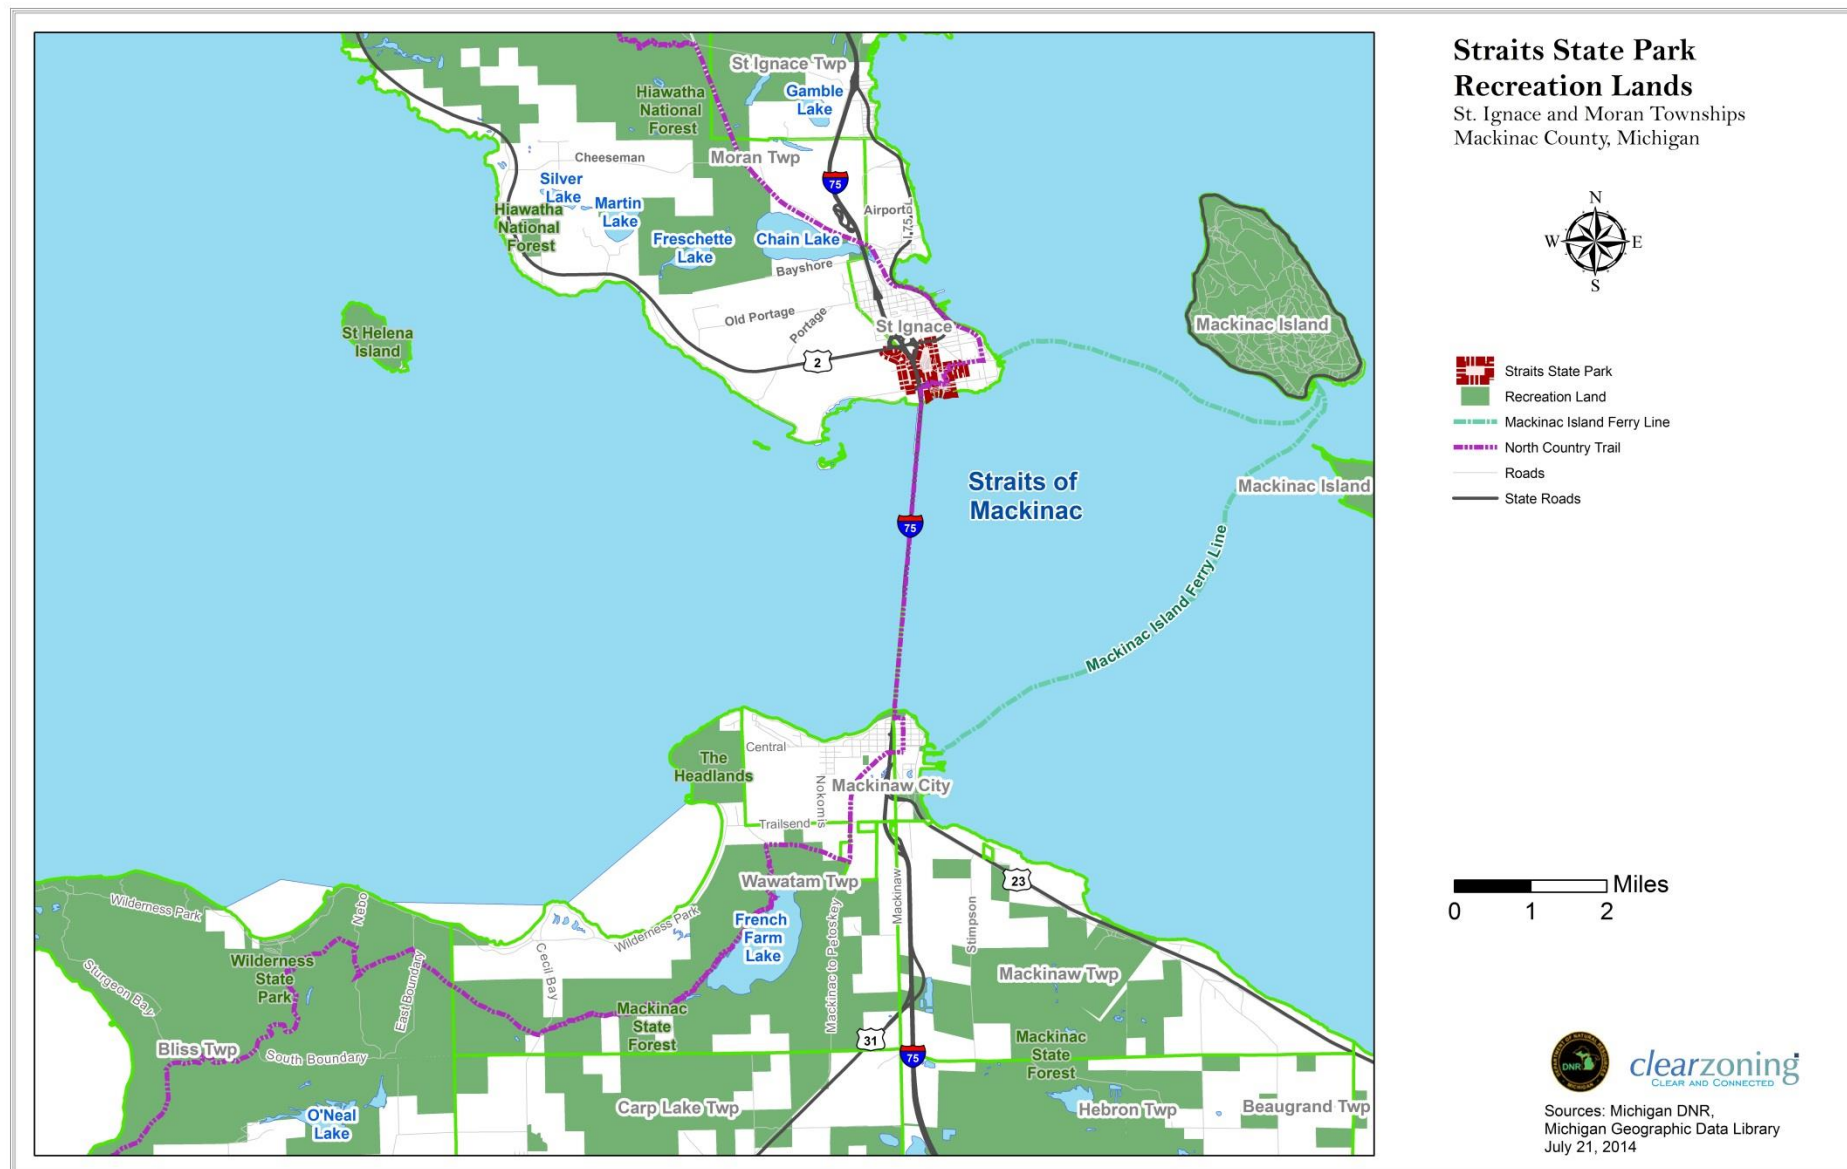 Straits State Park
Recreation Lands
St. Ignace and Moran Townships
Mackinac County, Michigan
N
W
E
S
Straits State Park
Recreation Land
Mackinac Island Ferry Line
North Country Trail
Roads
State Roads
Miles
0 1 2
DNR
DEPARTMENT OF NATURAL RESOURCES
MICHIGAN
clearzoning
CLEAR AND CONNECTED
Sources: Michigan DNR,
Michigan Geographic Data Library
July 21, 2014
St Ignace Twp
Gamble
Lake
Hiawatha
National
Forest
Cheeseman
Moran Twp
75
Silver
Lake
Martin
Lake
Hiawatha
National
Forest
Airport
I 75 BL
Freschette
Lake
Chain Lake
Bayshore
Old Portage
Portage
St Ignace
2
St Helena
Island
Mackinac Island
Straits of
Mackinac
75
Mackinac Island
Mackinac Island Ferry Line
The
Headlands
Central
Nokomis
Mackinaw City
Trailsend
Wawatam Twp
23
Wilderness Park
Nebo
French
Farm
Lake
Wilderness Park
Mackinac to Petoskey
Mackinaw
Stimpson
Wilderness
State
Park
Sturgeon Bay
East Boundary
Cecil Bay
Mackinaw Twp
Mackinac
State
Forest
Bliss Twp
South Boundary
31
75
Mackinac
State
Forest
O'Neal
Lake
Carp Lake Twp
Hebron Twp
Beaugrand Twp